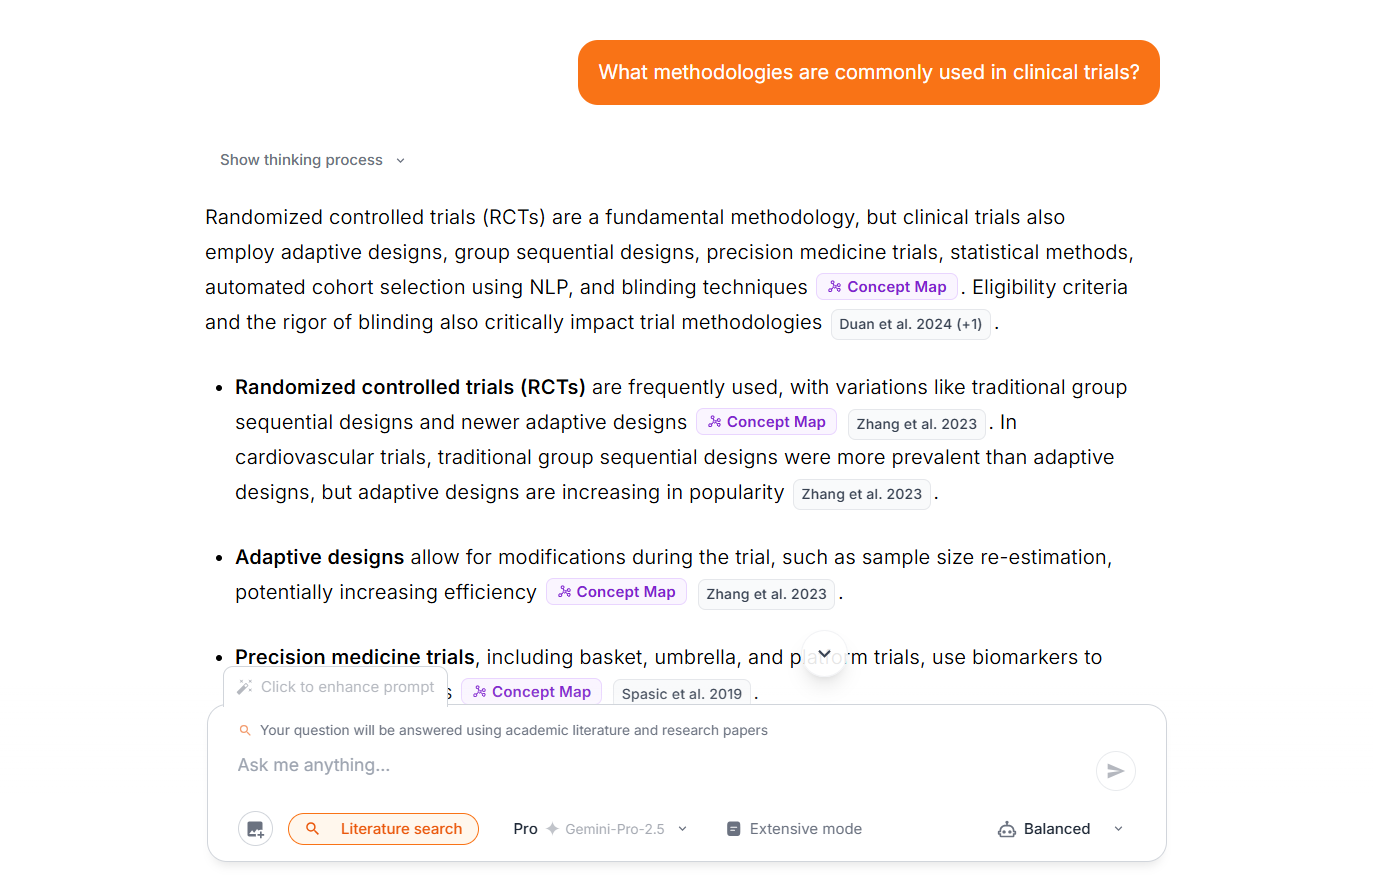 What methodologies are commonly used in clinical trials?
Show thinking process
Randomized controlled trials (RCTs) are a fundamental methodology, but clinical trials also
employ adaptive designs, group sequential designs, precision medicine trials, statistical methods,
automated cohort selection using NLP, and blinding techniques Concept Map . Eligibility criteria
and the rigor of blinding also critically impact trial methodologies Duan et al. 2024 (+1) .
• Randomized controlled trials (RCTs) are frequently used, with variations like traditional group
sequential designs and newer adaptive designs Concept Map Zhang et al. 2023 . In
cardiovascular trials, traditional group sequential designs were more prevalent than adaptive
designs, but adaptive designs are increasing in popularity Zhang et al. 2023 .
• Adaptive designs allow for modifications during the trial, such as sample size re-estimation,
potentially increasing efficiency Concept Map Zhang et al. 2023 .
• Precision medicine trials, including basket, umbrella, and platform trials, use biomarkers to
Concept Map Spasic et al. 2019 .
Click to enhance prompt
Your question will be answered using academic literature and research papers
Ask me anything...
Literature search Pro Gemini-Pro-2.5 Extensive mode Balanced